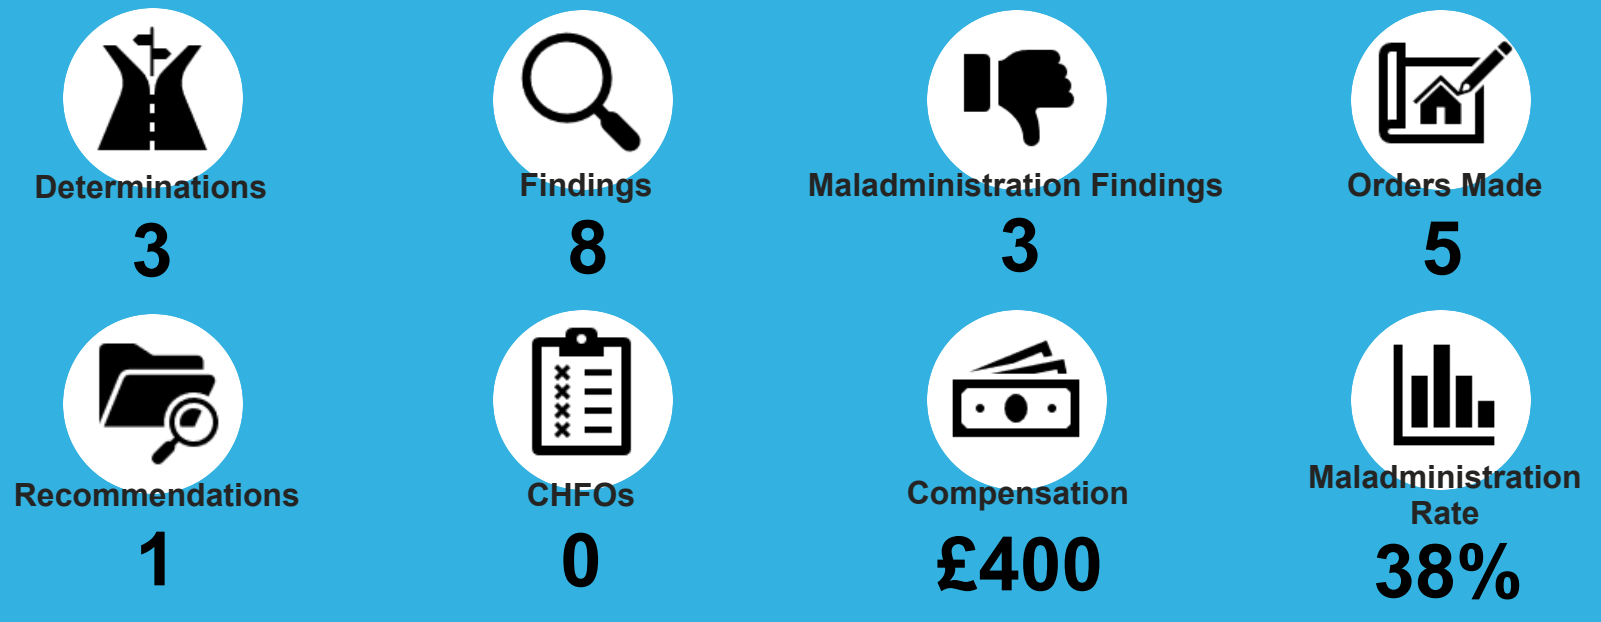 Determinations
3
Findings
8
Maladministration Findings
3
Orders Made
5
Recommendations
1
CHFOs
0
Compensation
£400
Maladministration
Rate
38%